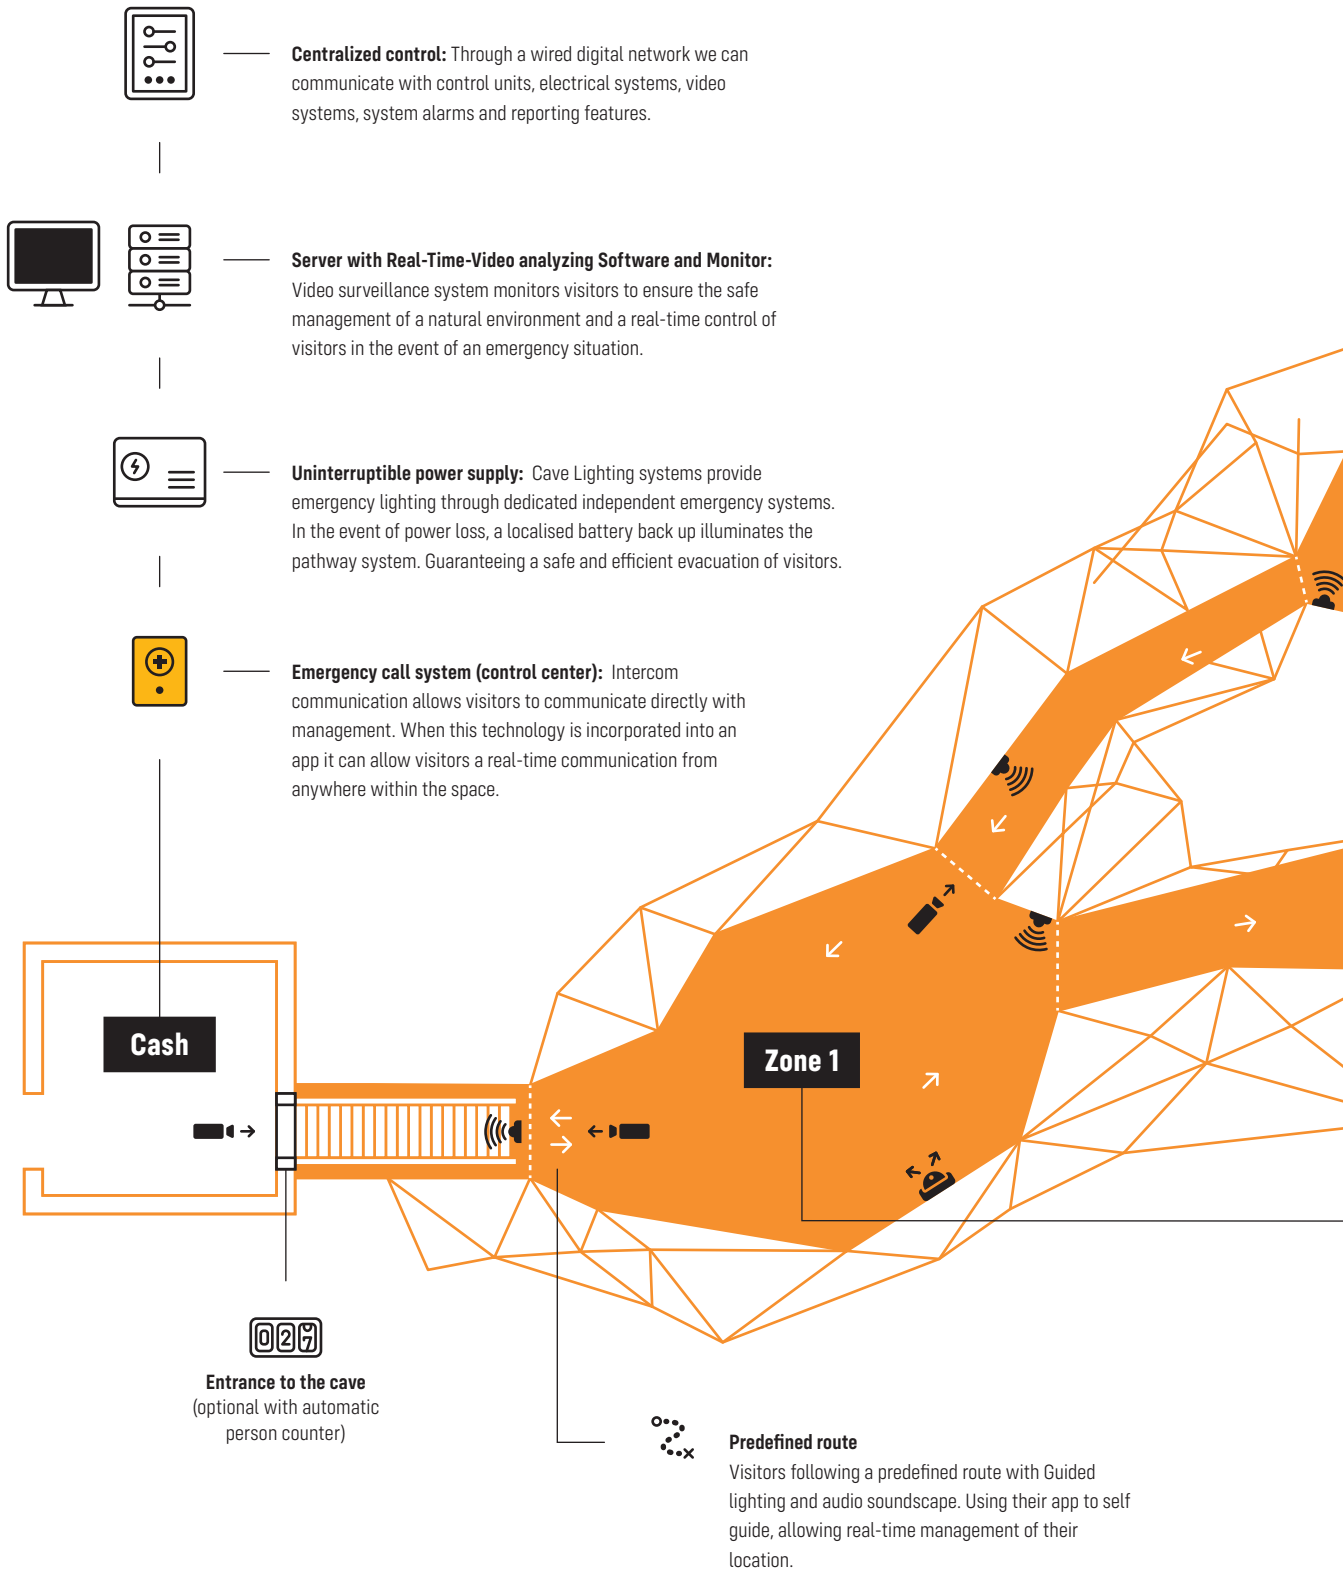 Centralized control: Through a wired digital network we can
communicate with control units, electrical systems, video
systems, system alarms and reporting features.
Server with Real-Time-Video analyzing Software and Monitor:
Video surveillance system monitors visitors to ensure the safe
management of a natural environment and a real-time control of
visitors in the event of an emergency situation.
Uninterruptible power supply: Cave Lighting systems provide
emergency lighting through dedicated independent emergency systems.
In the event of power loss, a localised battery back up illuminates the
pathway system. Guaranteeing a safe and efficient evacuation of visitors.
Emergency call system (control center): Intercom
communication allows visitors to communicate directly with
management. When this technology is incorporated into an
app it can allow visitors a real-time communication from
anywhere within the space.
Cash
Zone 1
027
Entrance to the cave
(optional with automatic
person counter)
Predefined route
Visitors following a predefined route with Guided
lighting and audio soundscape. Using their app to self
guide, allowing real-time management of their
location.